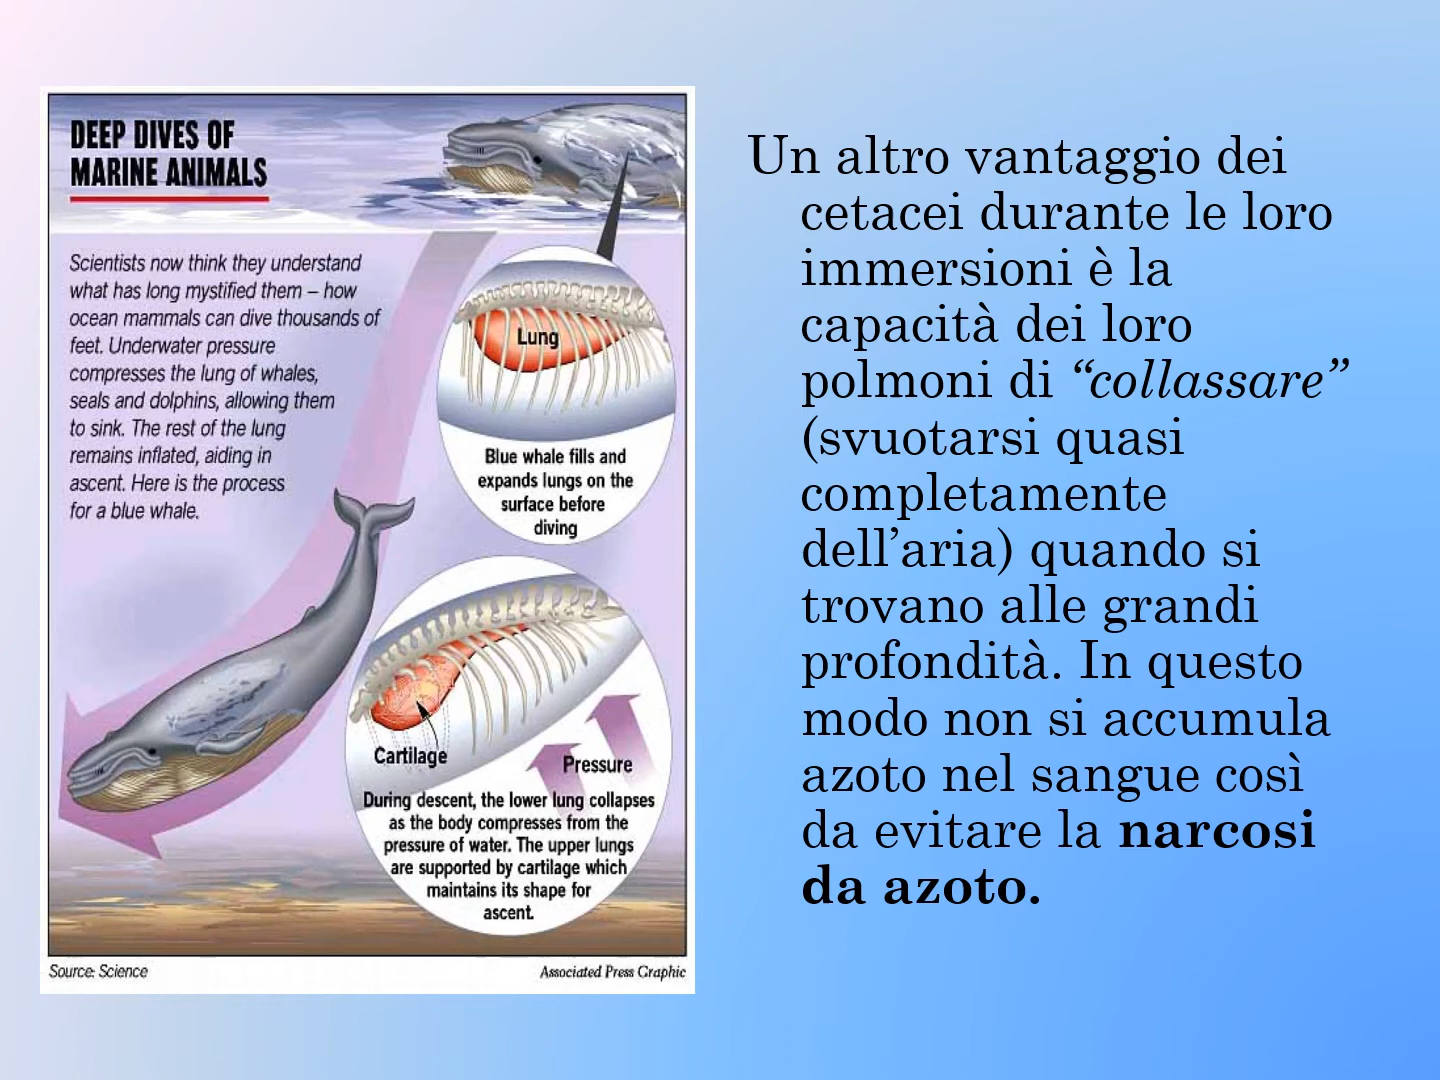 DEEP DIVES OF
MARINE ANIMALS
Scientists now think they understand
what has long mystified them – how
ocean mammals can dive thousands of
feet. Underwater pressure
compresses the lung of whales,
seals and dolphins, allowing them
to sink. The rest of the lung
remains inflated, aiding in
ascent. Here is the process
for a blue whale.
Lung
Blue whale fills and
expands lungs on the
surface before
diving
Cartilage
Pressure
During descent, the lower lung collapses
as the body compresses from the
pressure of water. The upper lungs
are supported by cartilage which
maintains its shape for
ascent.
Source: Science
Associated Press Graphic
Un altro vantaggio dei
cetacei durante le loro
immersioni è la
capacità dei loro
polmoni di “collassare”
(svuotarsi quasi
completamente
dell’aria) quando si
trovano alle grandi
profondità. In questo
modo non si accumula
azoto nel sangue così
da evitare la narcosi
da azoto.